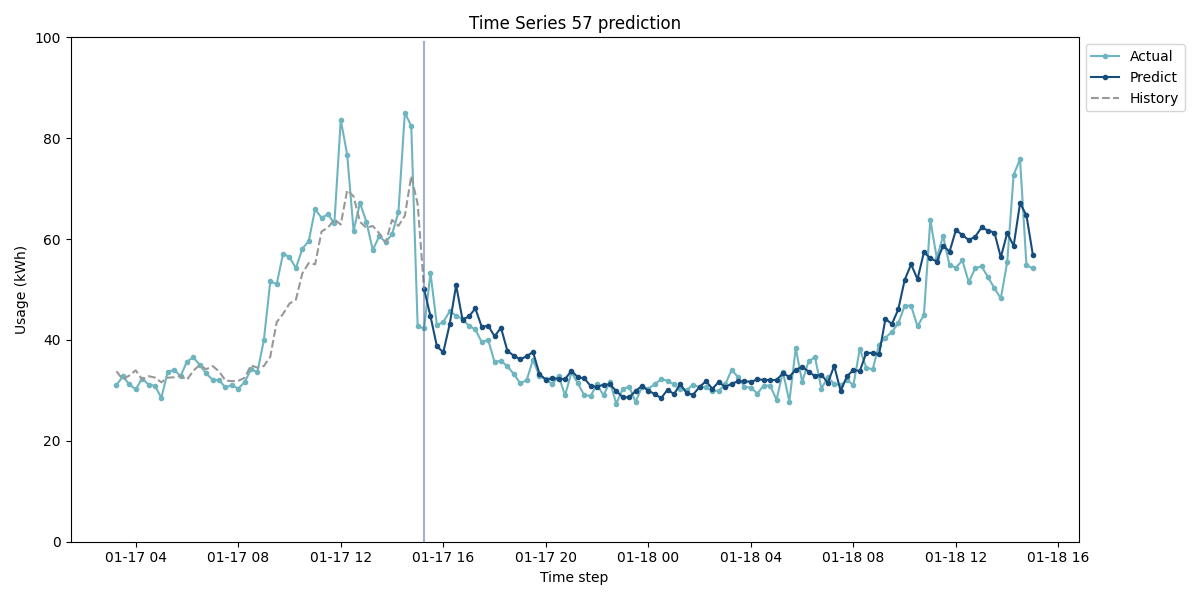 Time Series 57 prediction
Actual
Predict
History
Usage (kWh)
100
80
60
40
20
0
01-17 04
01-17 08
01-17 12
01-17 16
01-17 20
01-18 00
01-18 04
01-18 08
01-18 12
01-18 16
Time step